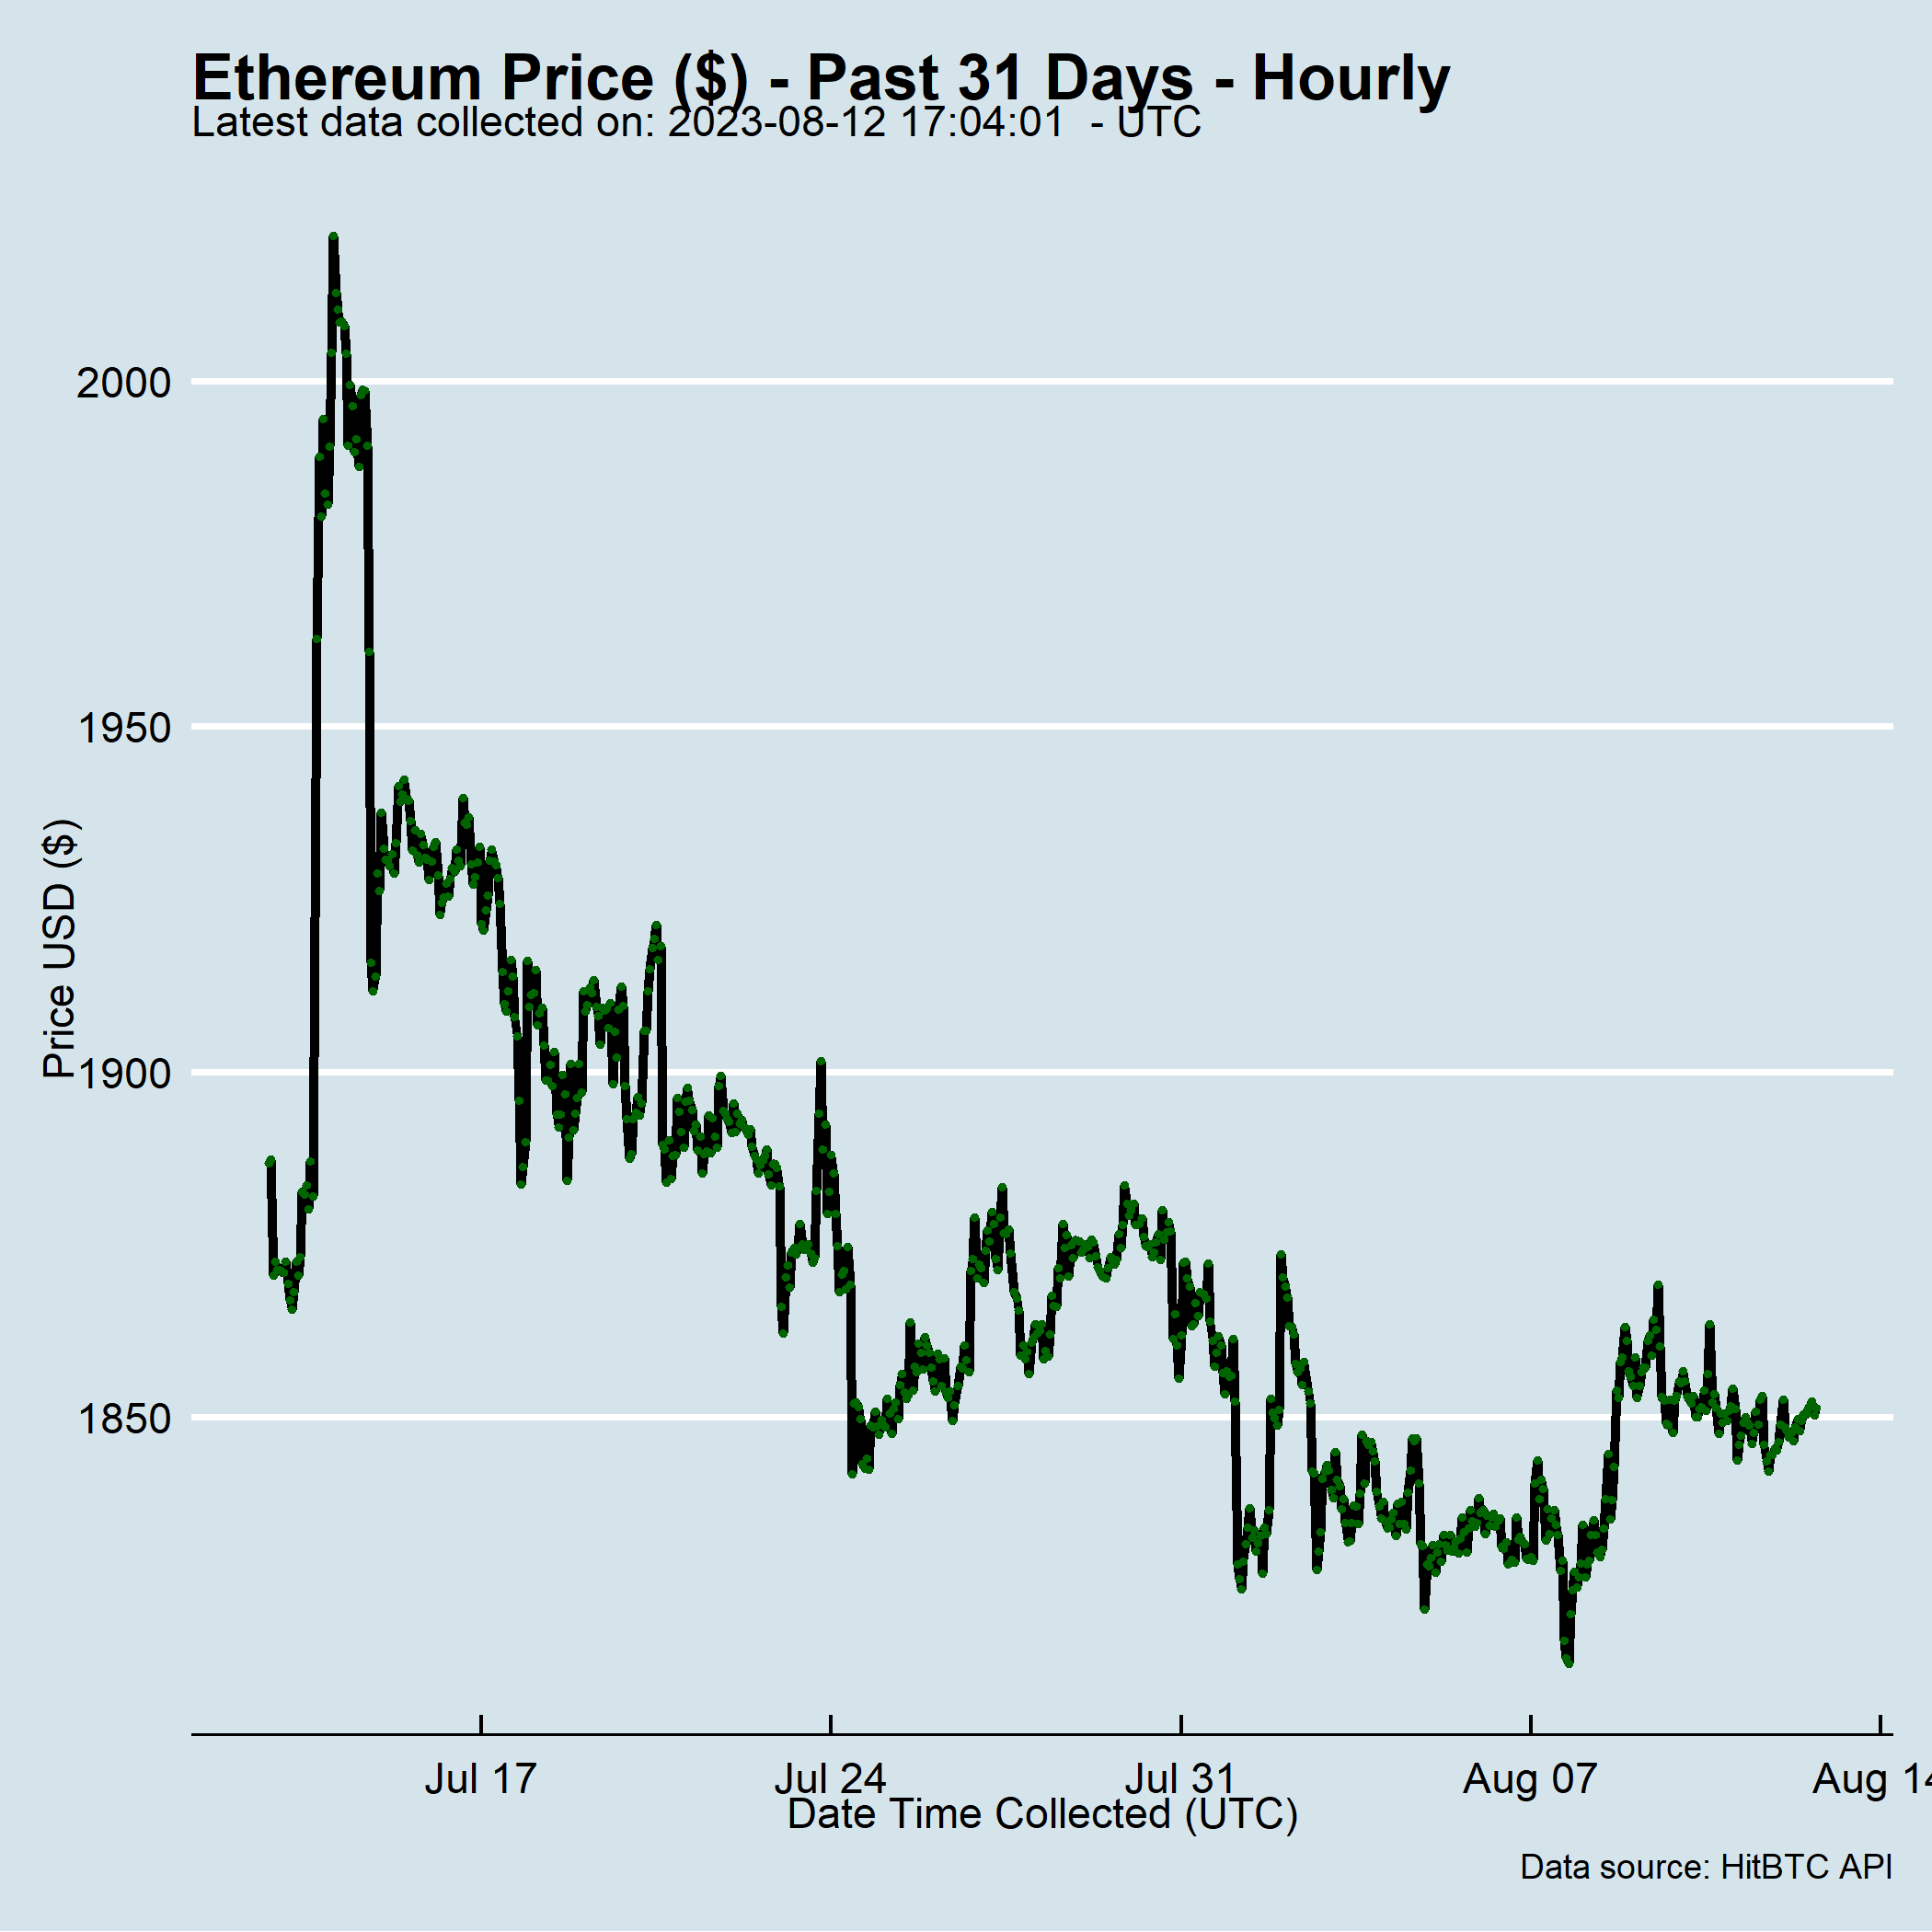 Ethereum Price ($) - Past 31 Days - Hourly
Latest data collected on: 2023-08-12 17:04:01  - UTC
2000
1950
1900
1850
Price USD ($)
Jul 17
Jul 24
Jul 31
Aug 07
Aug 14
Date Time Collected (UTC)
Data source: HitBTC API